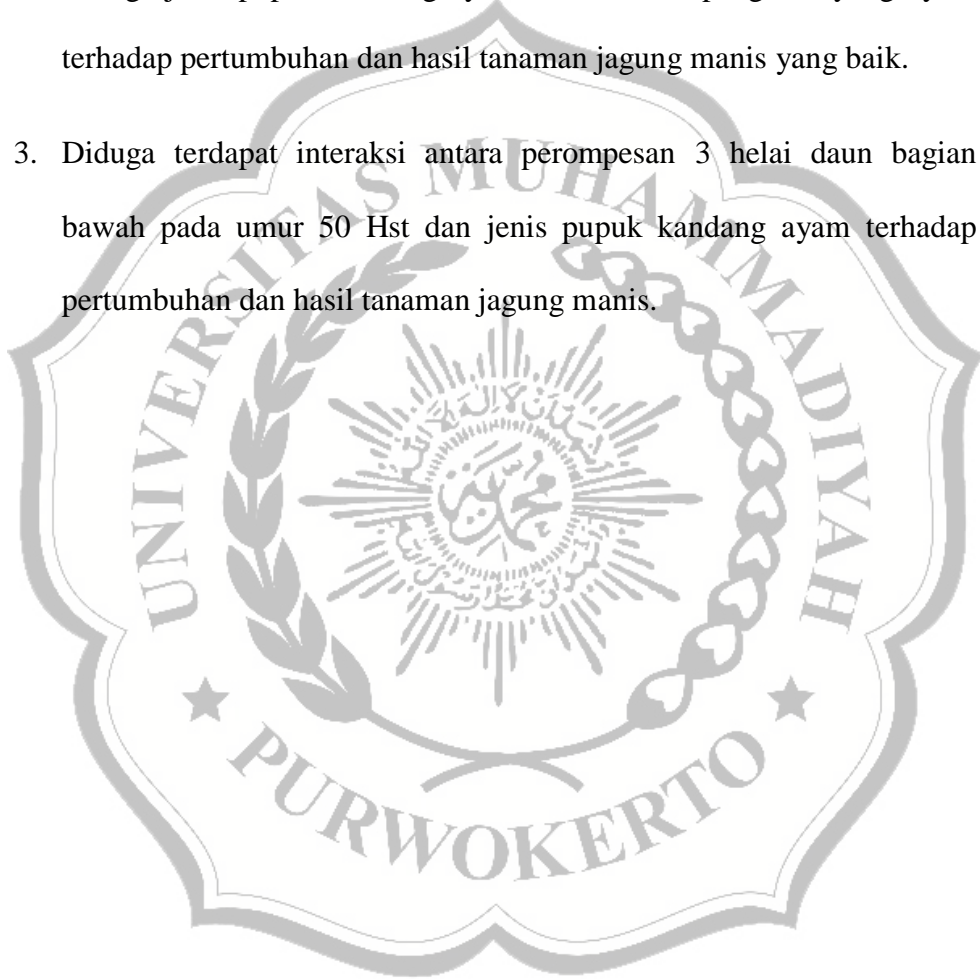 terhadap pertumbuhan dan hasil tanaman jagung manis yang baik.
3. Diduga terdapat interaksi antara perompesan 3 helai daun bagian
bawah pada umur 50 Hst dan jenis pupuk kandang ayam terhadap
pertumbuhan dan hasil tanaman jagung manis.
UNIVERSITAS MUHAMMADIYAH
PURWOKERTO